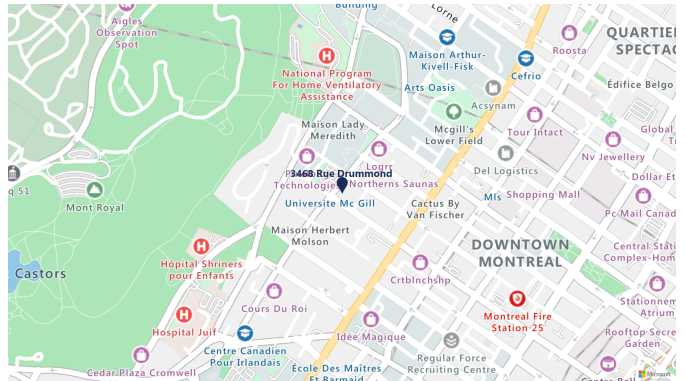 Building
Lorne
Aigles
Observation
Spot
QUARTIER
SPECTAC
Roosta
Maison Arthur-
Kivell-Fisk
Cefrio
National Program
For Home Ventilatory
Assistance
Arts Oasis
Édifice Belgo
Acsynam
Maison Lady
Meredith
Mcgill's
Lower Field
Tour Intact
Global
Nv Jewellery
Logrr
Del Logistics
Dollar Et
3468 Rue Drummond
Technologie
Northerns Saunas
q 51
Mont Royal
Universite Mc Gill
Mls
Shopping Mall
Cactus By
Van Fischer
Pc Mail Canad
Maison Herbert
Molson
DOWNTOWN
MONTREAL
Central Stati
Complex-Hom
Castors
Hôpital Shriners
pour Enfants
Crtblnchshp
Stationnem
Cours Du Roi
Montreal Fire
Station 25
Hospital Juif
Idée Magique
Rooftop Secre
Garden
Centre Canadien
Pour Irlandais
Regular Force
Recruiting Centre
Cedar Plaza Cromwell
École Des Maîtres
Et Barmaid
Microsoft